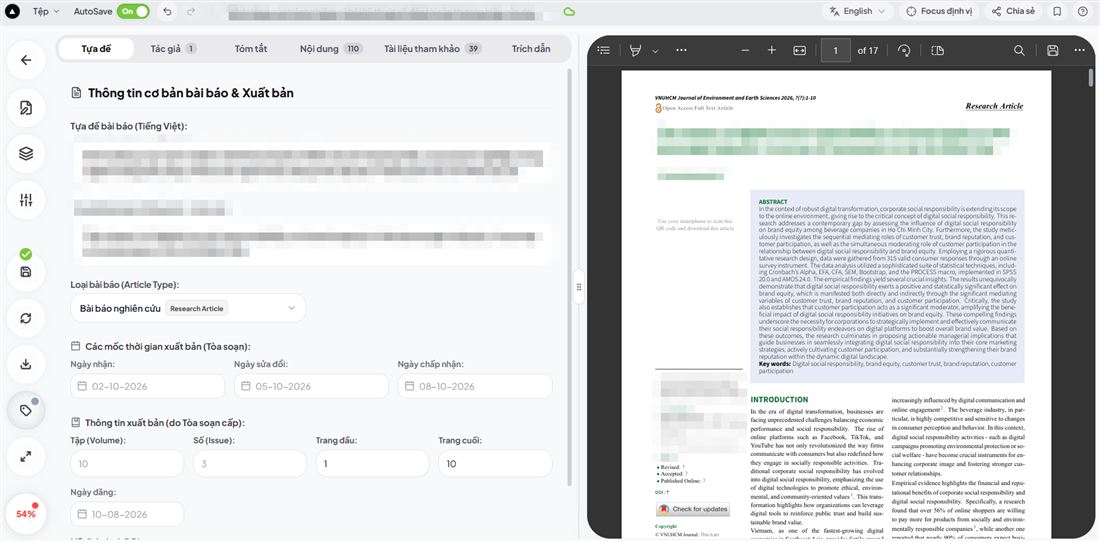 Tệp
AutoSave On
English
Focus định vị
Chia sẻ
Tựa đề
Tác giả 1
Tóm tắt
Nội dung 110
Tài liệu tham khảo 39
Trích dẫn
Thông tin cơ bản bài báo & Xuất bản
Tựa đề bài báo (Tiếng Việt):
Loại bài báo (Article Type):
Bài báo nghiên cứu Research Article
Các mốc thời gian xuất bản (Tòa soạn):
Ngày nhận: Ngày sửa đổi: Ngày chấp nhận:
02-10-2026 05-10-2026 08-10-2026
Thông tin xuất bản (do Tòa soạn cấp):
Tập (Volume): Số (Issue): Trang đầu: Trang cuối:
10 3 1 10
Ngày đăng:
10-08-2026
54%
1 of 17
VNUHCM Journal of Environment and Earth Sciences 2026, ?(?):1-10
Open Access Full Text Article
Research Article
Use your smartphone to scan this
QR code and download this article
ABSTRACT
In the context of robust digital transformation, corporate social responsibility is extending its scope
to the online environment, giving rise to the critical concept of digital social responsibility. This re-
search addresses a contemporary gap by assessing the influence of digital social responsibility
on brand equity among beverage companies in Ho Chi Minh City. Furthermore, the study metic-
ulously investigates the sequential mediating roles of customer trust, brand reputation, and cus-
tomer participation, as well as the simultaneous moderating role of customer participation in the
relationship between digital social responsibility and brand equity. Employing a rigorous quanti-
tative research design, data were gathered from 315 valid consumer responses through an online
survey instrument. The data analysis utilized a sophisticated suite of statistical techniques, includ-
ing Cronbach's Alpha, EFA, CFA, SEM, Bootstrap, and the PROCESS macro, implemented in SPSS
20.0 and AMOS 24.0. The empirical findings yield several crucial insights. The results unequivocally
demonstrate that digital social responsibility exerts a positive and statistically significant effect on
brand equity, which is manifested both directly and indirectly through the significant mediating
variables of customer trust, brand reputation, and customer participation. Critically, the study
also establishes that customer participation acts as a significant moderator, amplifying the bene-
ficial impact of digital social responsibility initiatives on brand equity. These compelling findings
underscore the necessity for corporations to strategically implement and effectively communicate
their social responsibility endeavors on digital platforms to boost overall brand value. Based on
these outcomes, the research culminates in proposing actionable managerial implications that
guide businesses in seamlessly integrating digital social responsibility into their core marketing
strategies, actively cultivating customer participation, and substantially strengthening their brand
reputation within the dynamic digital landscape.
Key words: Digital social responsibility, brand equity, customer trust, brand reputation, customer
participation
• Revised: ?
• Accepted: ?
• Published Online: ?
DOI : ?
Check for updates
Copyright
© VNUHCM Journal. This is an
INTRODUCTION
In the era of digital transformation, businesses are
facing unprecedented challenges balancing economic
performance and social responsibility. The rise of
online platforms such as Facebook, TikTok, and
YouTube has not only revolutionized the way firms
communicate with consumers but also redefined how
they engage in socially responsible activities. Tra-
ditional corporate social responsibility has evolved
into digital social responsibility, emphasizing the use
of digital technologies to promote ethical, environ-
mental, and community-oriented values 1. This trans-
formation highlights how organizations can leverage
digital tools to reinforce public trust and build sus-
tainable brand value.
Vietnam, as one of the fastest-growing digital
increasingly influenced by digital communication and
online engagement 2. The beverage industry, in par-
ticular, is highly competitive and sensitive to changes
in consumer perception and behavior. In this context,
digital social responsibility activities - such as digital
campaigns promoting environmental protection or so-
cial welfare - have become crucial instruments for en-
hancing corporate image and fostering stronger cus-
tomer relationships.
Empirical evidence highlights the financial and repu-
tational benefits of corporate social responsibility and
digital social responsibility. Specifically, a research
found that over 56% of online shoppers are willing
to pay more for products from socially and environ-
mentally responsible companies 3, while another one